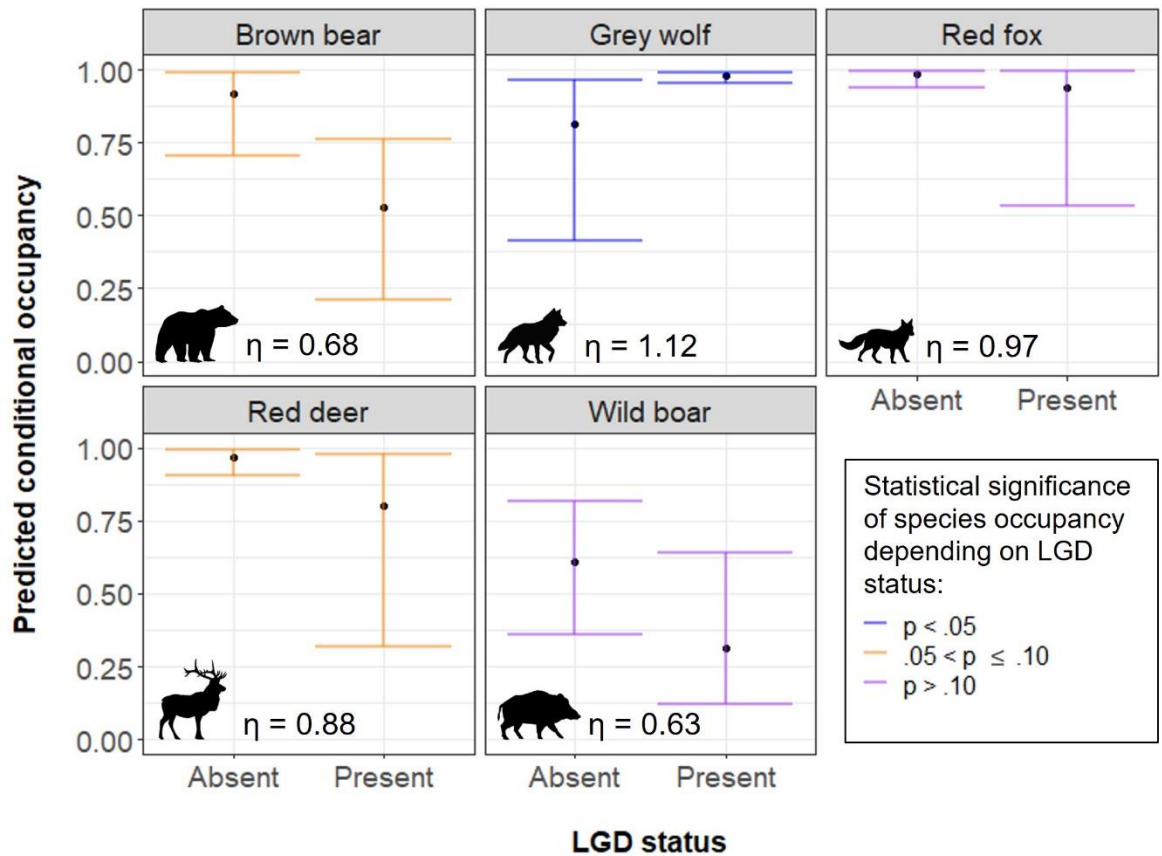 Predicted conditional occupancy
Brown bear
Grey wolf
Red fox
1.00
0.75
0.50
0.25
0.00
η = 0.68
η = 1.12
η = 0.97
Absent Present
Red deer
Wild boar
1.00
0.75
0.50
0.25
0.00
η = 0.88
η = 0.63
Absent Present
Absent Present
LGD status
Statistical significance
of species occupancy
depending on LGD
status:
p < .05
.05 < p ≤ .10
p > .10